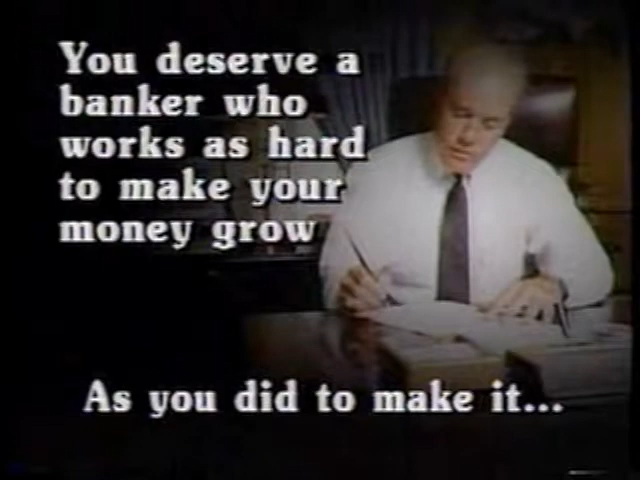 You deserve a
banker who
works as hard
to make your
money grow
As you did to make it...